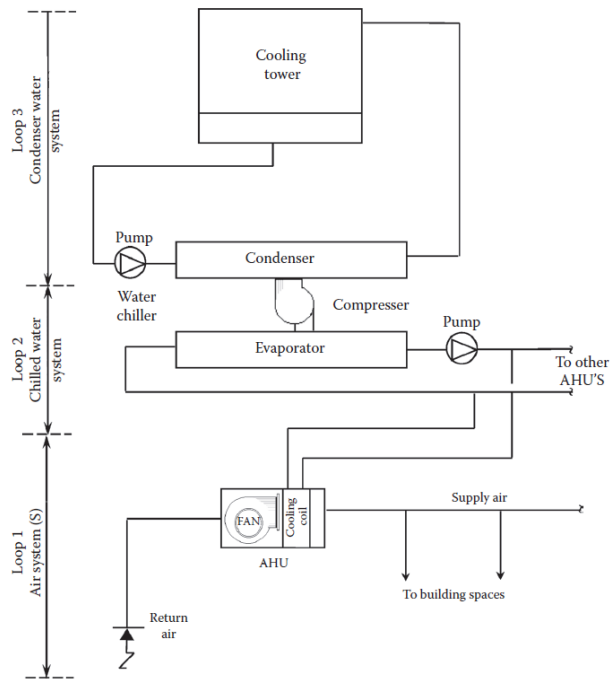 Cooling
tower
Loop 3
Condenser water
system
Pump
Condenser
Water
chiller
Compresser
Loop 2
Chilled water
system
Evaporator
Pump
To other
AHU'S
Loop 1
Air system (S)
FAN
Cooling
coil
AHU
Supply air
To building spaces
Return
air